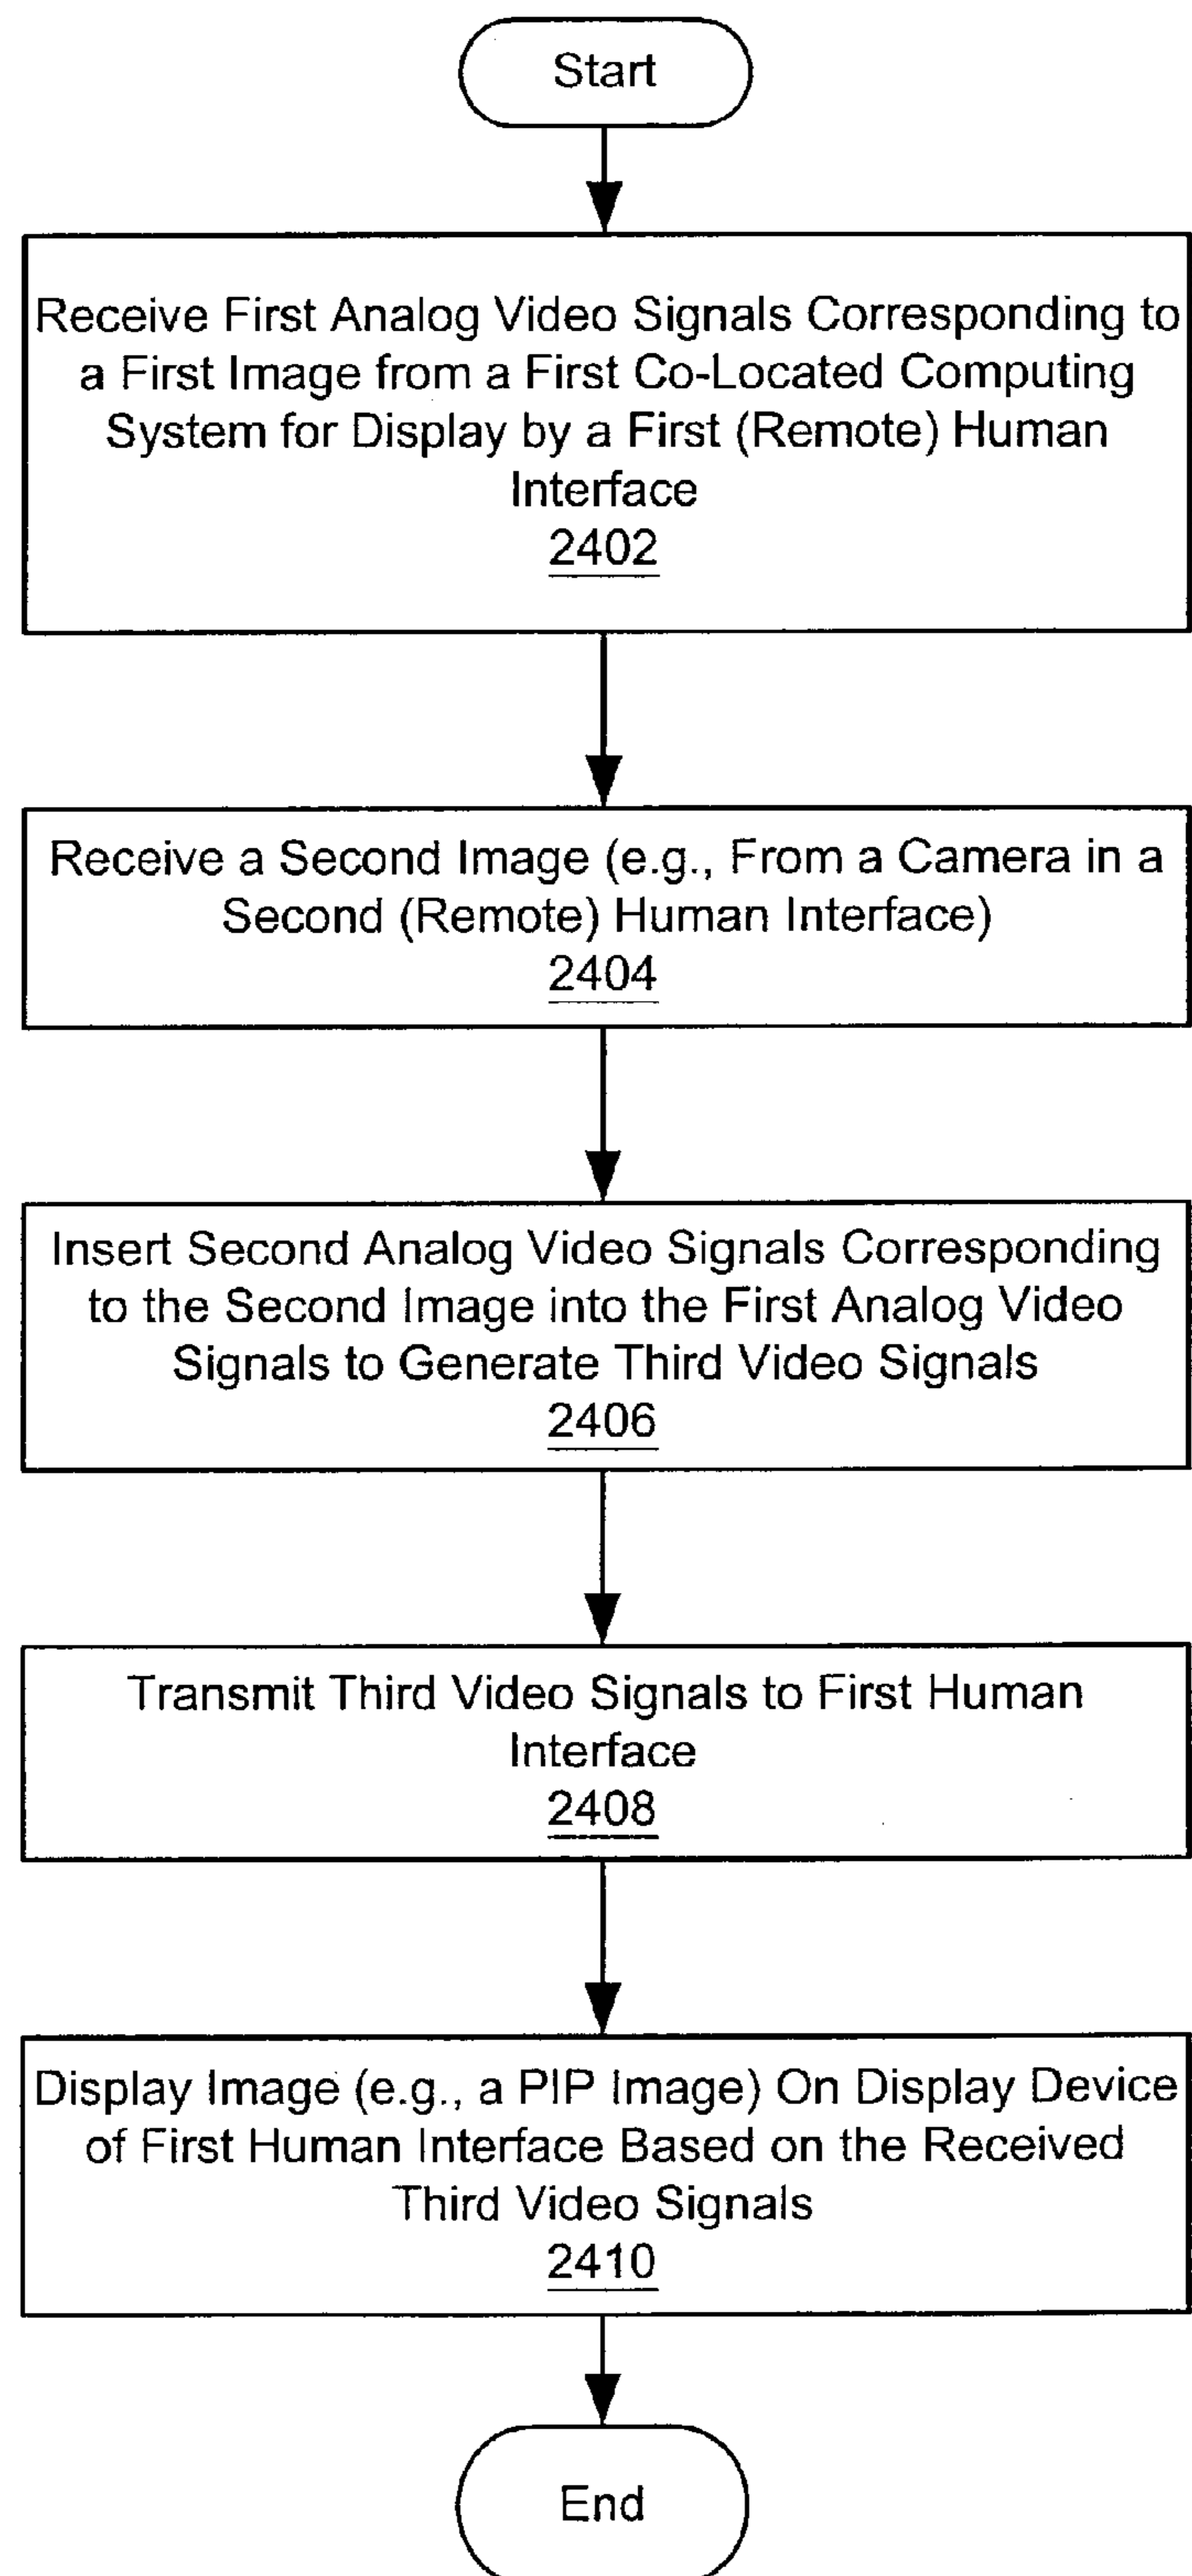 Start
Receive First Analog Video Signals Corresponding to
a First Image from a First Co-Located Computing
System for Display by a First (Remote) Human
Interface
2402
Receive a Second Image (e.g., From a Camera in a
Second (Remote) Human Interface)
2404
Insert Second Analog Video Signals Corresponding
to the Second Image into the First Analog Video
Signals to Generate Third Video Signals
2406
Transmit Third Video Signals to First Human
Interface
2408
Display Image (e.g., a PIP Image) On Display Device
of First Human Interface Based on the Received
Third Video Signals
2410
End